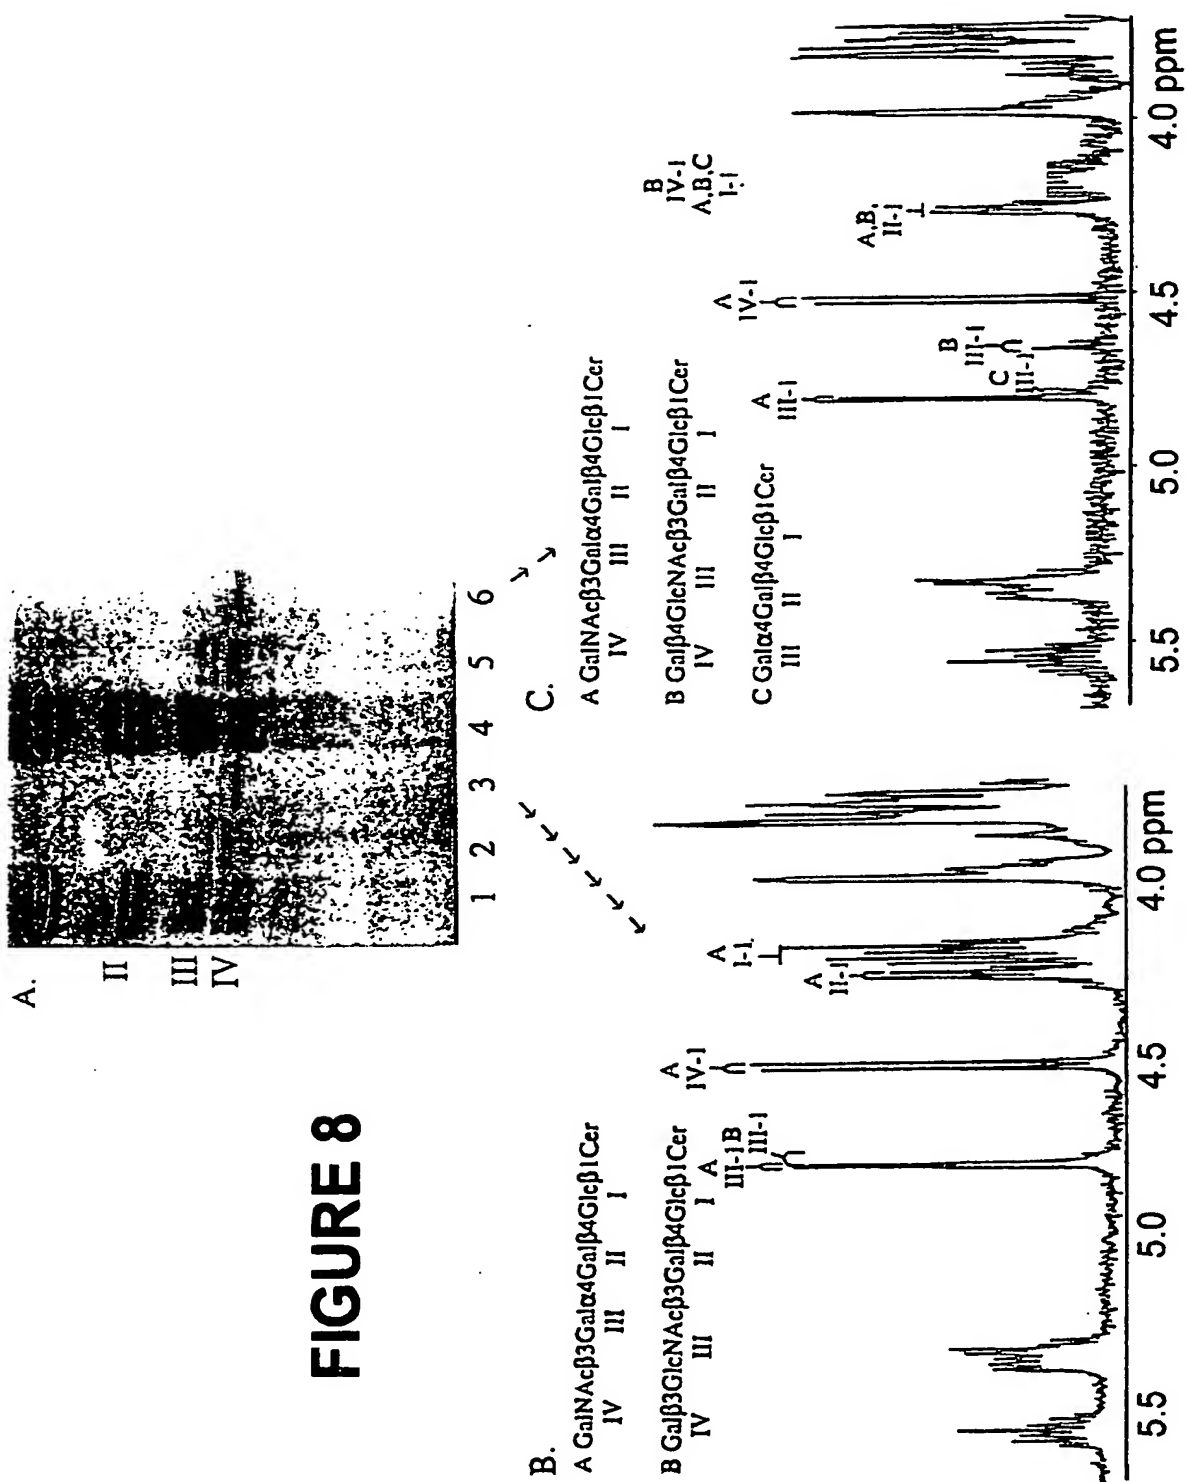 FIGURE 8
A.
II
III
IV
1 2 3 4 5 6
B.
A GalNAcβ3Galα4Galβ4Glcβ1Cer
IV III II I
B Galβ3GlcNAcβ3Galβ4Glcβ1Cer
IV III II I
A
III-1
B
III-1
A
IV-1
A
II-1
A
I-1.
5.5 5.0 4.5 4.0 ppm
C.
A GalNAcβ3Galα4Galβ4Glcβ1Cer
IV III II I
B Galβ4GlcNAcβ3Galβ4Glcβ1Cer
IV III II I
C Galα4Galβ4Glcβ1Cer
III II I
A
III-1
C
III-1
B
III-1
A
IV-1
A,B,
II-1
B
IV-1
A,B,C
I-1
5.5 5.0 4.5 4.0 ppm